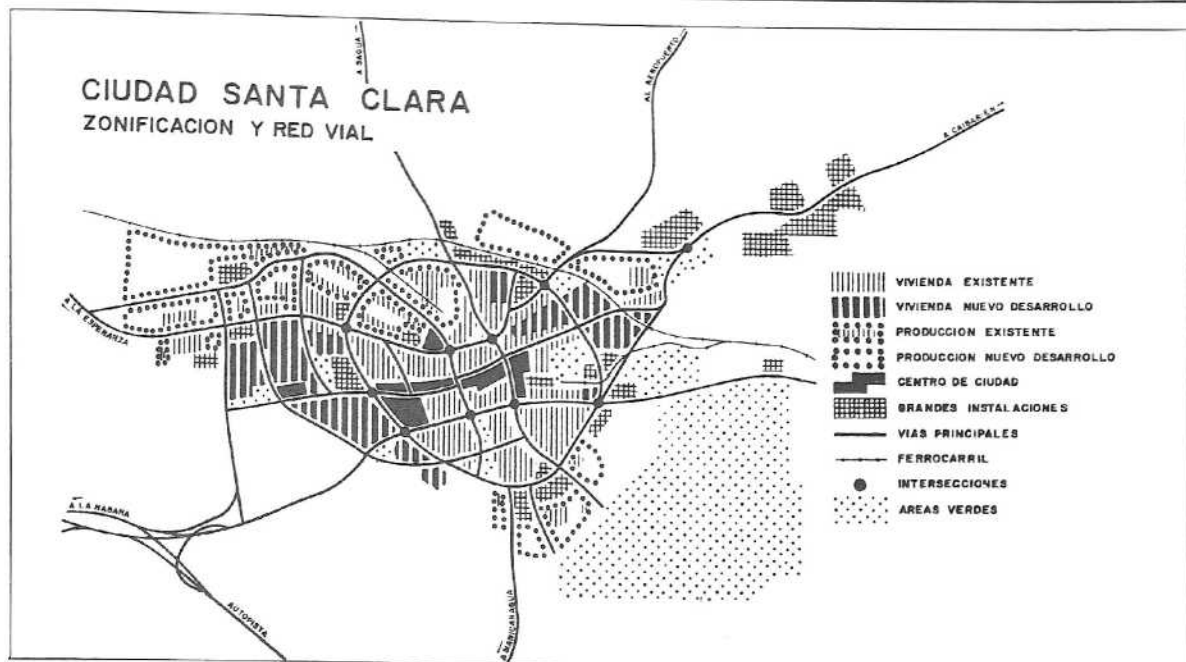 CIUDAD SANTA CLARA
ZONIFICACION Y RED VIAL
A SAGUA
AL AEROPUERTO
A CAIBARIEN
A LA ESPERANZA
VIVIENDA EXISTENTE
VIVIENDA NUEVO DESARROLLO
PRODUCCION EXISTENTE
PRODUCCION NUEVO DESARROLLO
CENTRO DE CIUDAD
GRANDES INSTALACIONES
VIAS PRINCIPALES
FERROCARRIL
INTERSECCIONES
AREAS VERDES
A LA HABANA
AUTOPISTA
A MANICARAGUA